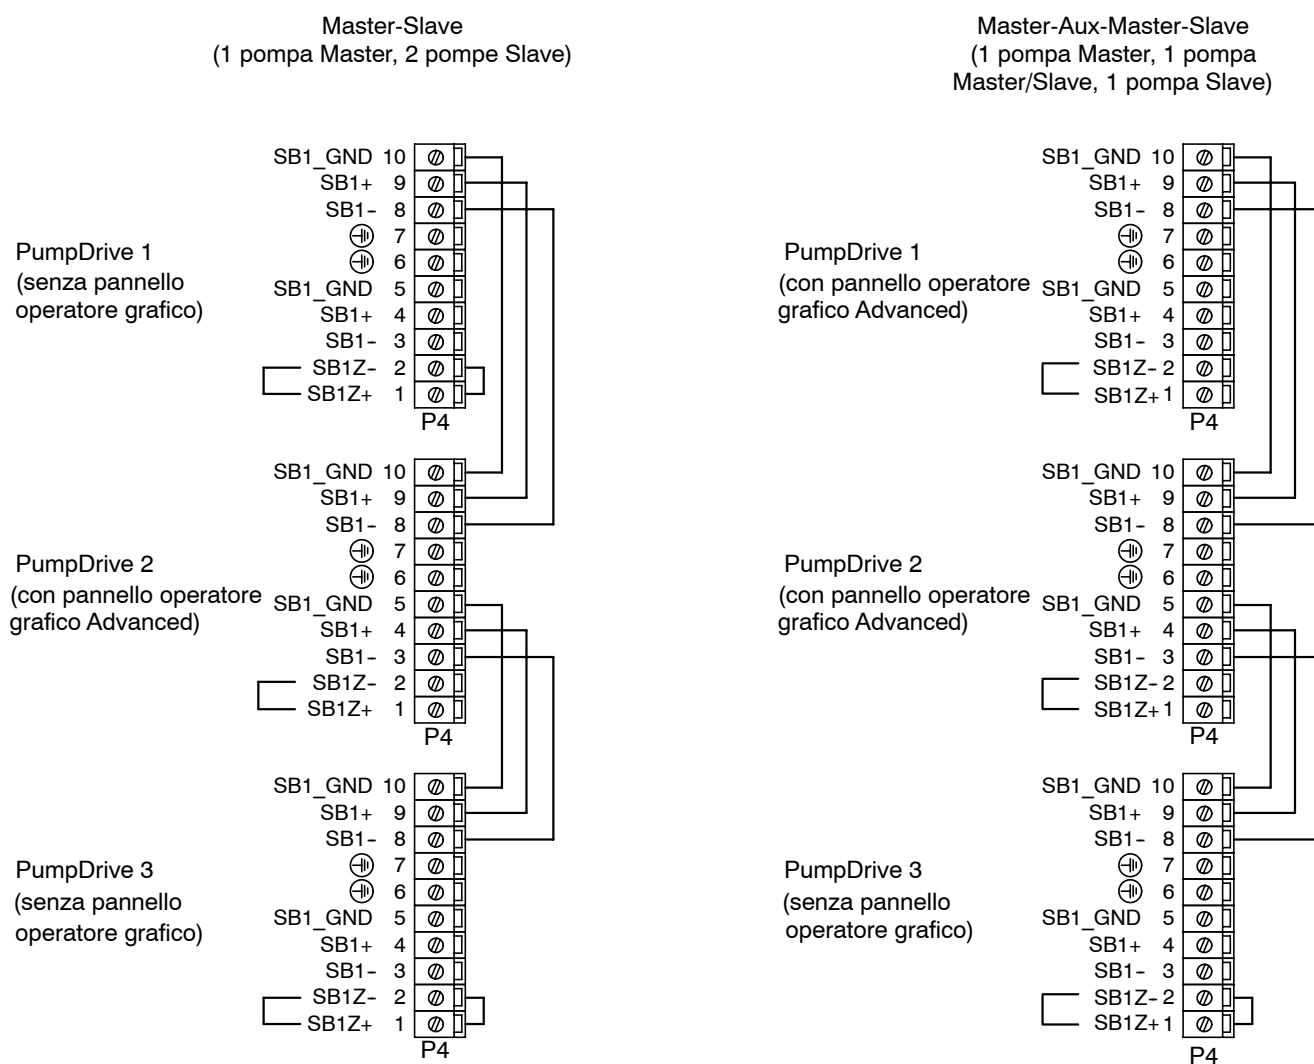 Master-Slave
(1 pompa Master, 2 pompe Slave)
SB1_GND 10
SB1+ 9
SB1- 8
7
6
SB1_GND 5
SB1+ 4
SB1- 3
SB1Z- 2
SB1Z+ 1
P4
PumpDrive 1
(senza pannello
operatore grafico)
SB1_GND 10
SB1+ 9
SB1- 8
7
6
SB1_GND 5
SB1+ 4
SB1- 3
SB1Z- 2
SB1Z+ 1
P4
PumpDrive 2
(con pannello operatore
grafico Advanced)
SB1_GND 10
SB1+ 9
SB1- 8
7
6
SB1_GND 5
SB1+ 4
SB1- 3
SB1Z- 2
SB1Z+ 1
P4
PumpDrive 3
(senza pannello
operatore grafico)
Master-Aux-Master-Slave
(1 pompa Master, 1 pompa
Master/Slave, 1 pompa Slave)
SB1_GND 10
SB1+ 9
SB1- 8
7
6
SB1_GND 5
SB1+ 4
SB1- 3
SB1Z- 2
SB1Z+ 1
P4
PumpDrive 1
(con pannello operatore
grafico Advanced)
SB1_GND 10
SB1+ 9
SB1- 8
7
6
SB1_GND 5
SB1+ 4
SB1- 3
SB1Z- 2
SB1Z+ 1
P4
PumpDrive 2
(con pannello operatore
grafico Advanced)
SB1_GND 10
SB1+ 9
SB1- 8
7
6
SB1_GND 5
SB1+ 4
SB1- 3
SB1Z- 2
SB1Z+ 1
P4
PumpDrive 3
(senza pannello
operatore grafico)